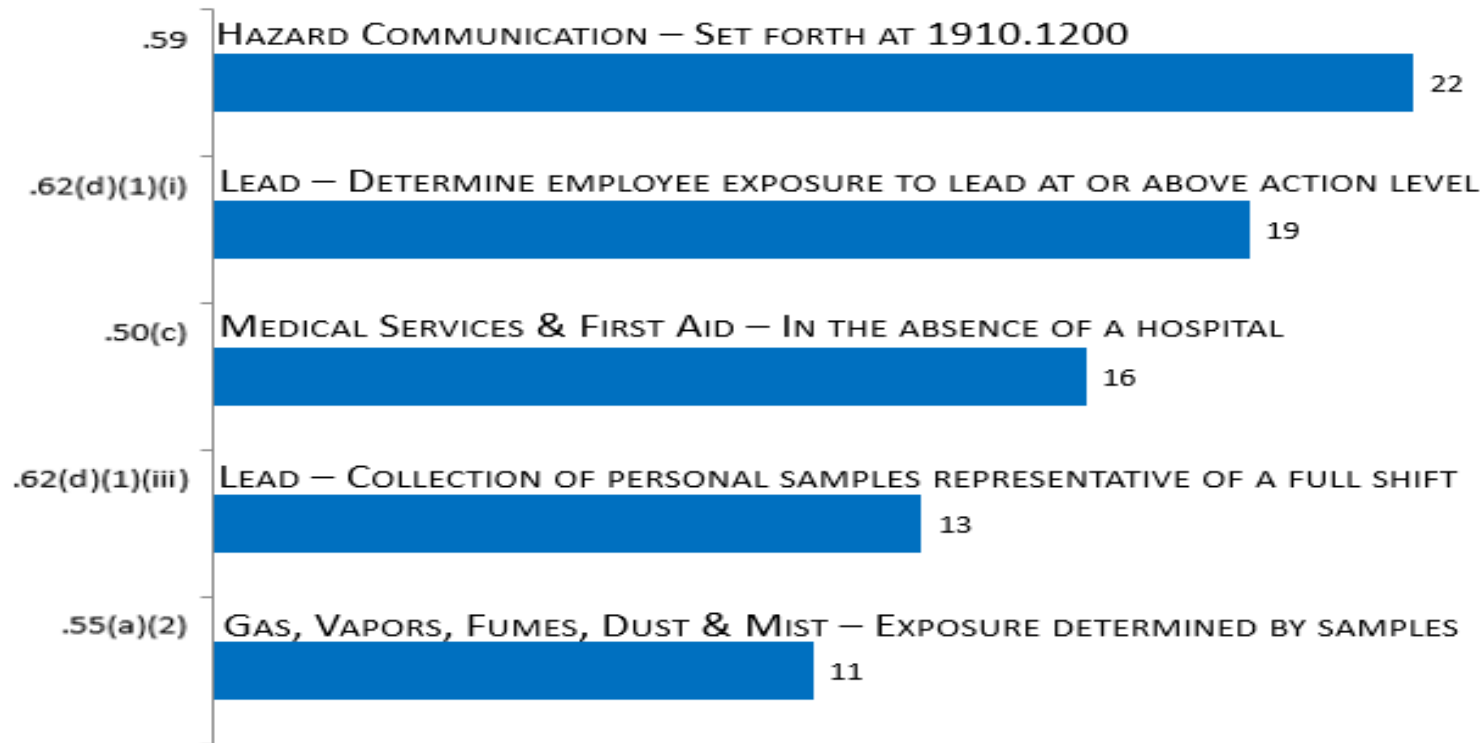 .59 HAZARD COMMUNICATION – SET FORTH AT 1910.1200
22
.62(d)(1)(i) LEAD – DETERMINE EMPLOYEE EXPOSURE TO LEAD AT OR ABOVE ACTION LEVEL
19
.50(c) MEDICAL SERVICES & FIRST AID – IN THE ABSENCE OF A HOSPITAL
16
.62(d)(1)(iii) LEAD – COLLECTION OF PERSONAL SAMPLES REPRESENTATIVE OF A FULL SHIFT
13
.55(a)(2) GAS, VAPORS, FUMES, DUST & MIST – EXPOSURE DETERMINED BY SAMPLES
11